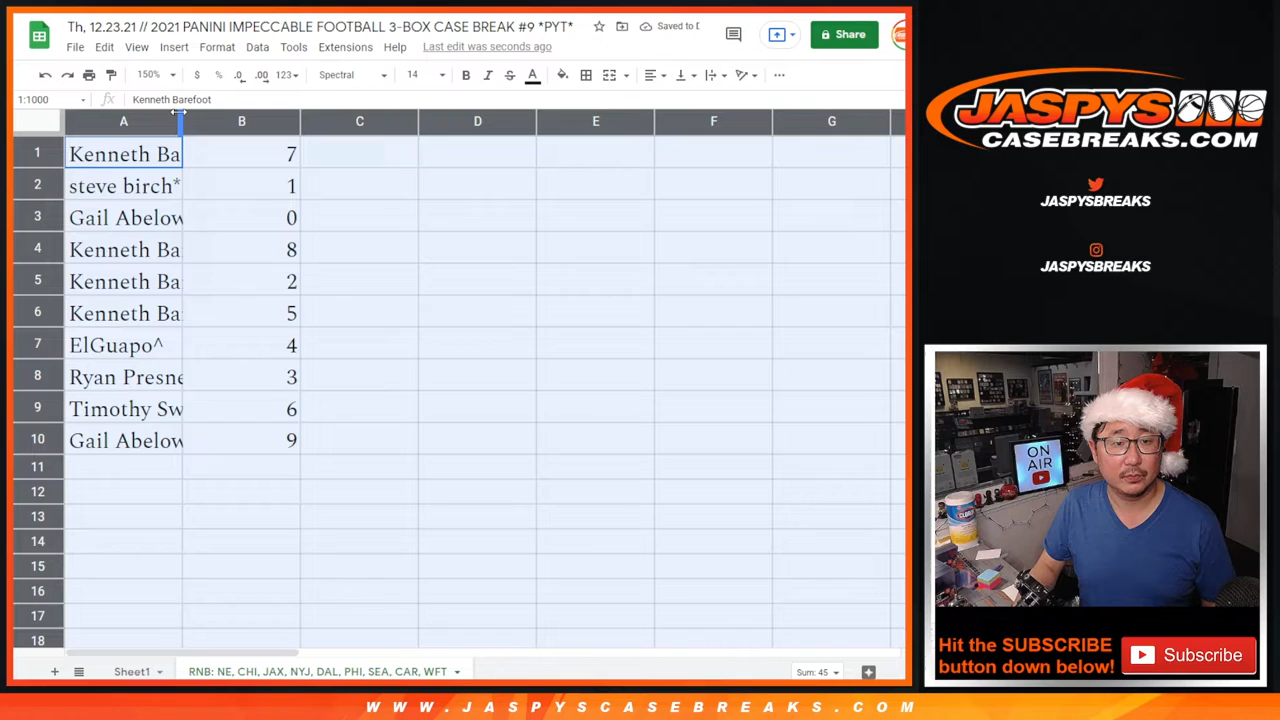 Th, 12.23.21 // 2021 PANINI IMPECCABLE FOOTBALL 3-BOX CASE BREAK #9 *PYT*
Saved to D
File Edit View Insert Format Data Tools Extensions Help Last edit was seconds ago
Share
150% $ % .0 .00 123 Spectral 14 B I S A
1:1000 fx Kenneth Barefoot
A B C D E F G
1 Kenneth Ba 7
2 steve birch* 1
3 Gail Abelow 0
4 Kenneth Ba 8
5 Kenneth Ba 2
6 Kenneth Ba 5
7 ElGuapo^ 4
8 Ryan Presne 3
9 Timothy Sw 6
10 Gail Abelow 9
11
12
13
14
15
16
17
18
Sheet1 RNB: NE, CHI, JAX, NYJ, DAL, PHI, SEA, CAR, WFT Sum: 45
JASPYS
CASEBREAKS.COM
JASPYSBREAKS
JASPYSBREAKS
ON AIR
Hit the SUBSCRIBE
button down below!
Subscribe
WWW.JASPYSCASEBREAKS.COM